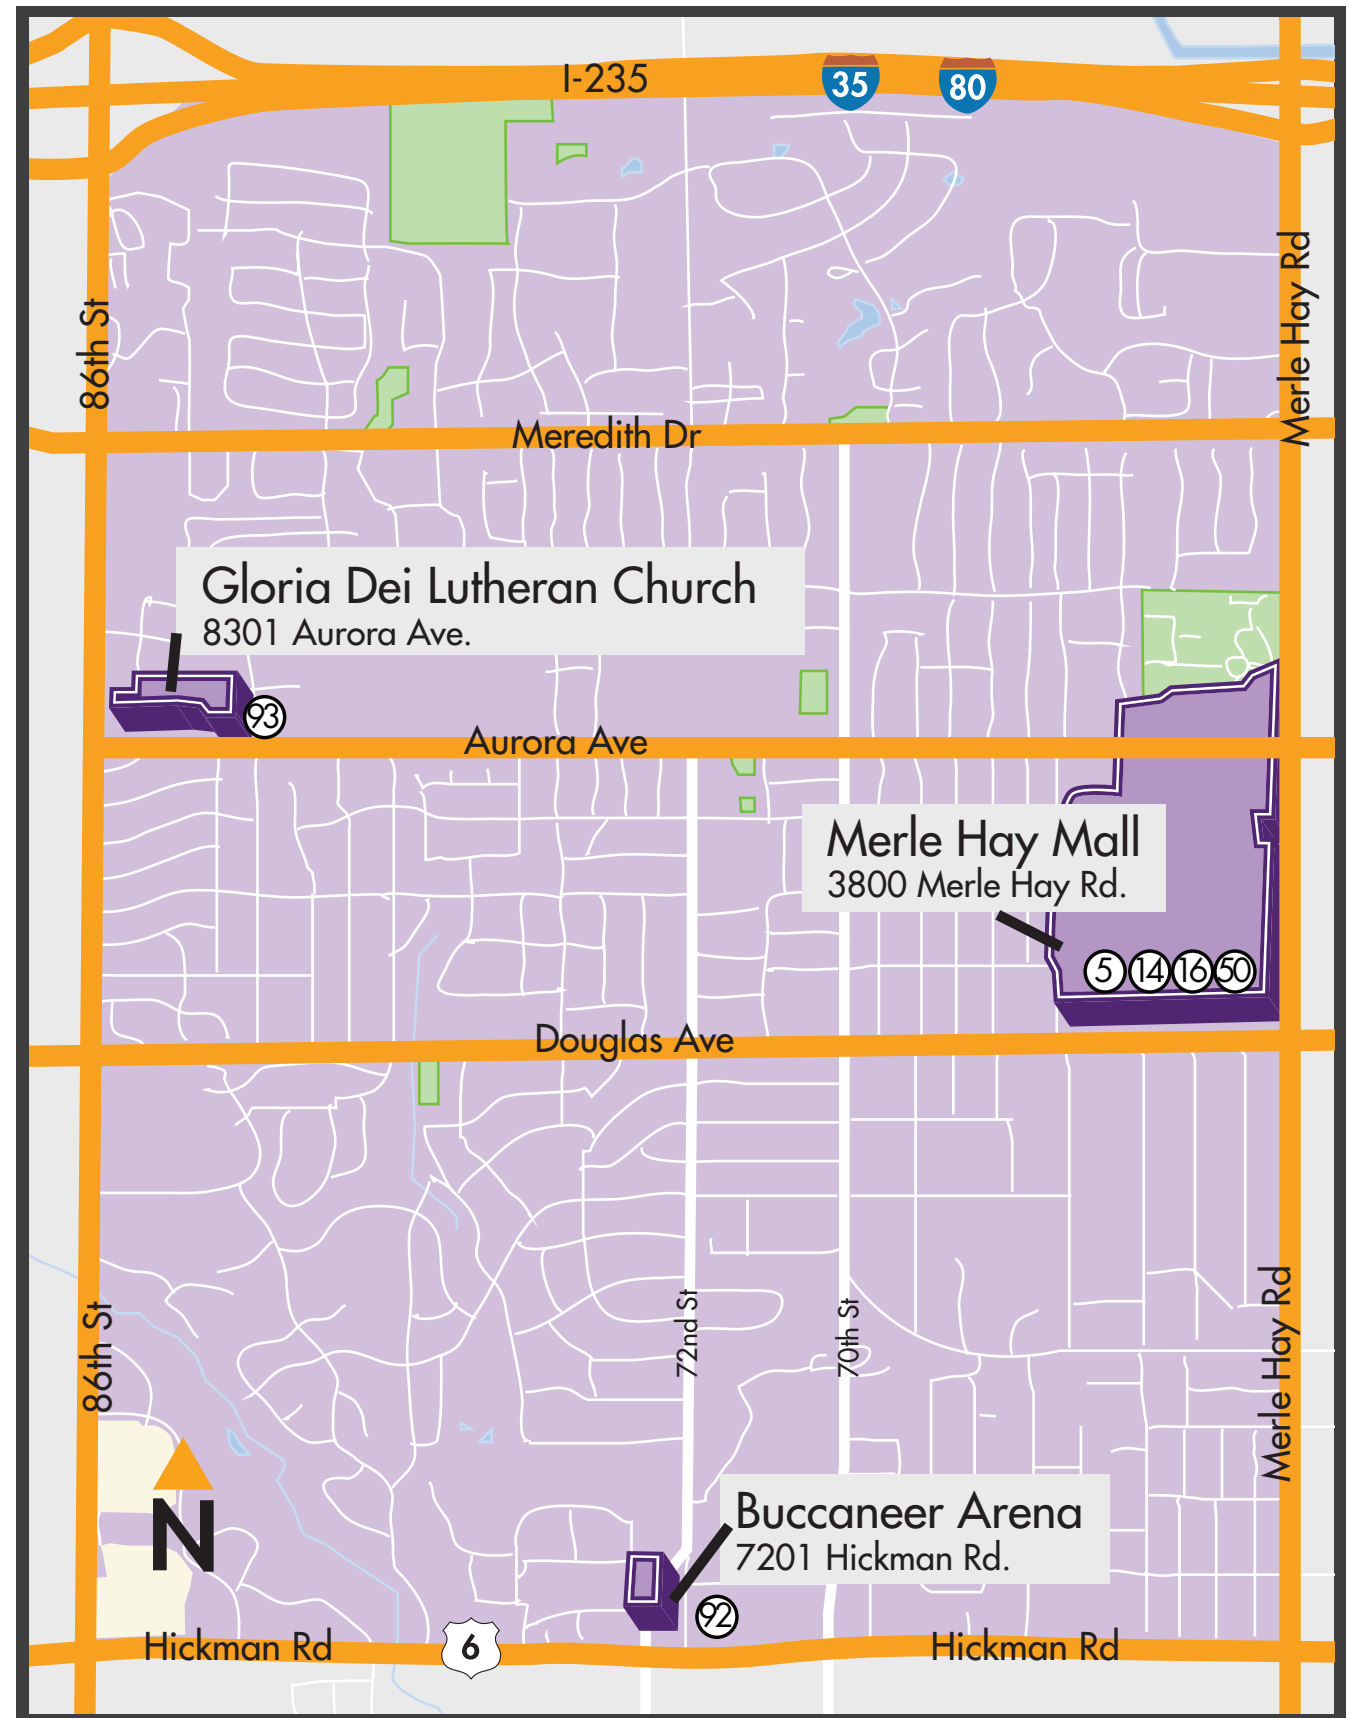 I-235
35
80
Merle Hay Rd
86th St
Meredith Dr
Gloria Dei Lutheran Church
8301 Aurora Ave.
93
Aurora Ave
Merle Hay Mall
3800 Merle Hay Rd.
5
14
16
50
Douglas Ave
86th St
72nd St
70th St
Merle Hay Rd
N
Buccaneer Arena
7201 Hickman Rd.
92
Hickman Rd
6
Hickman Rd